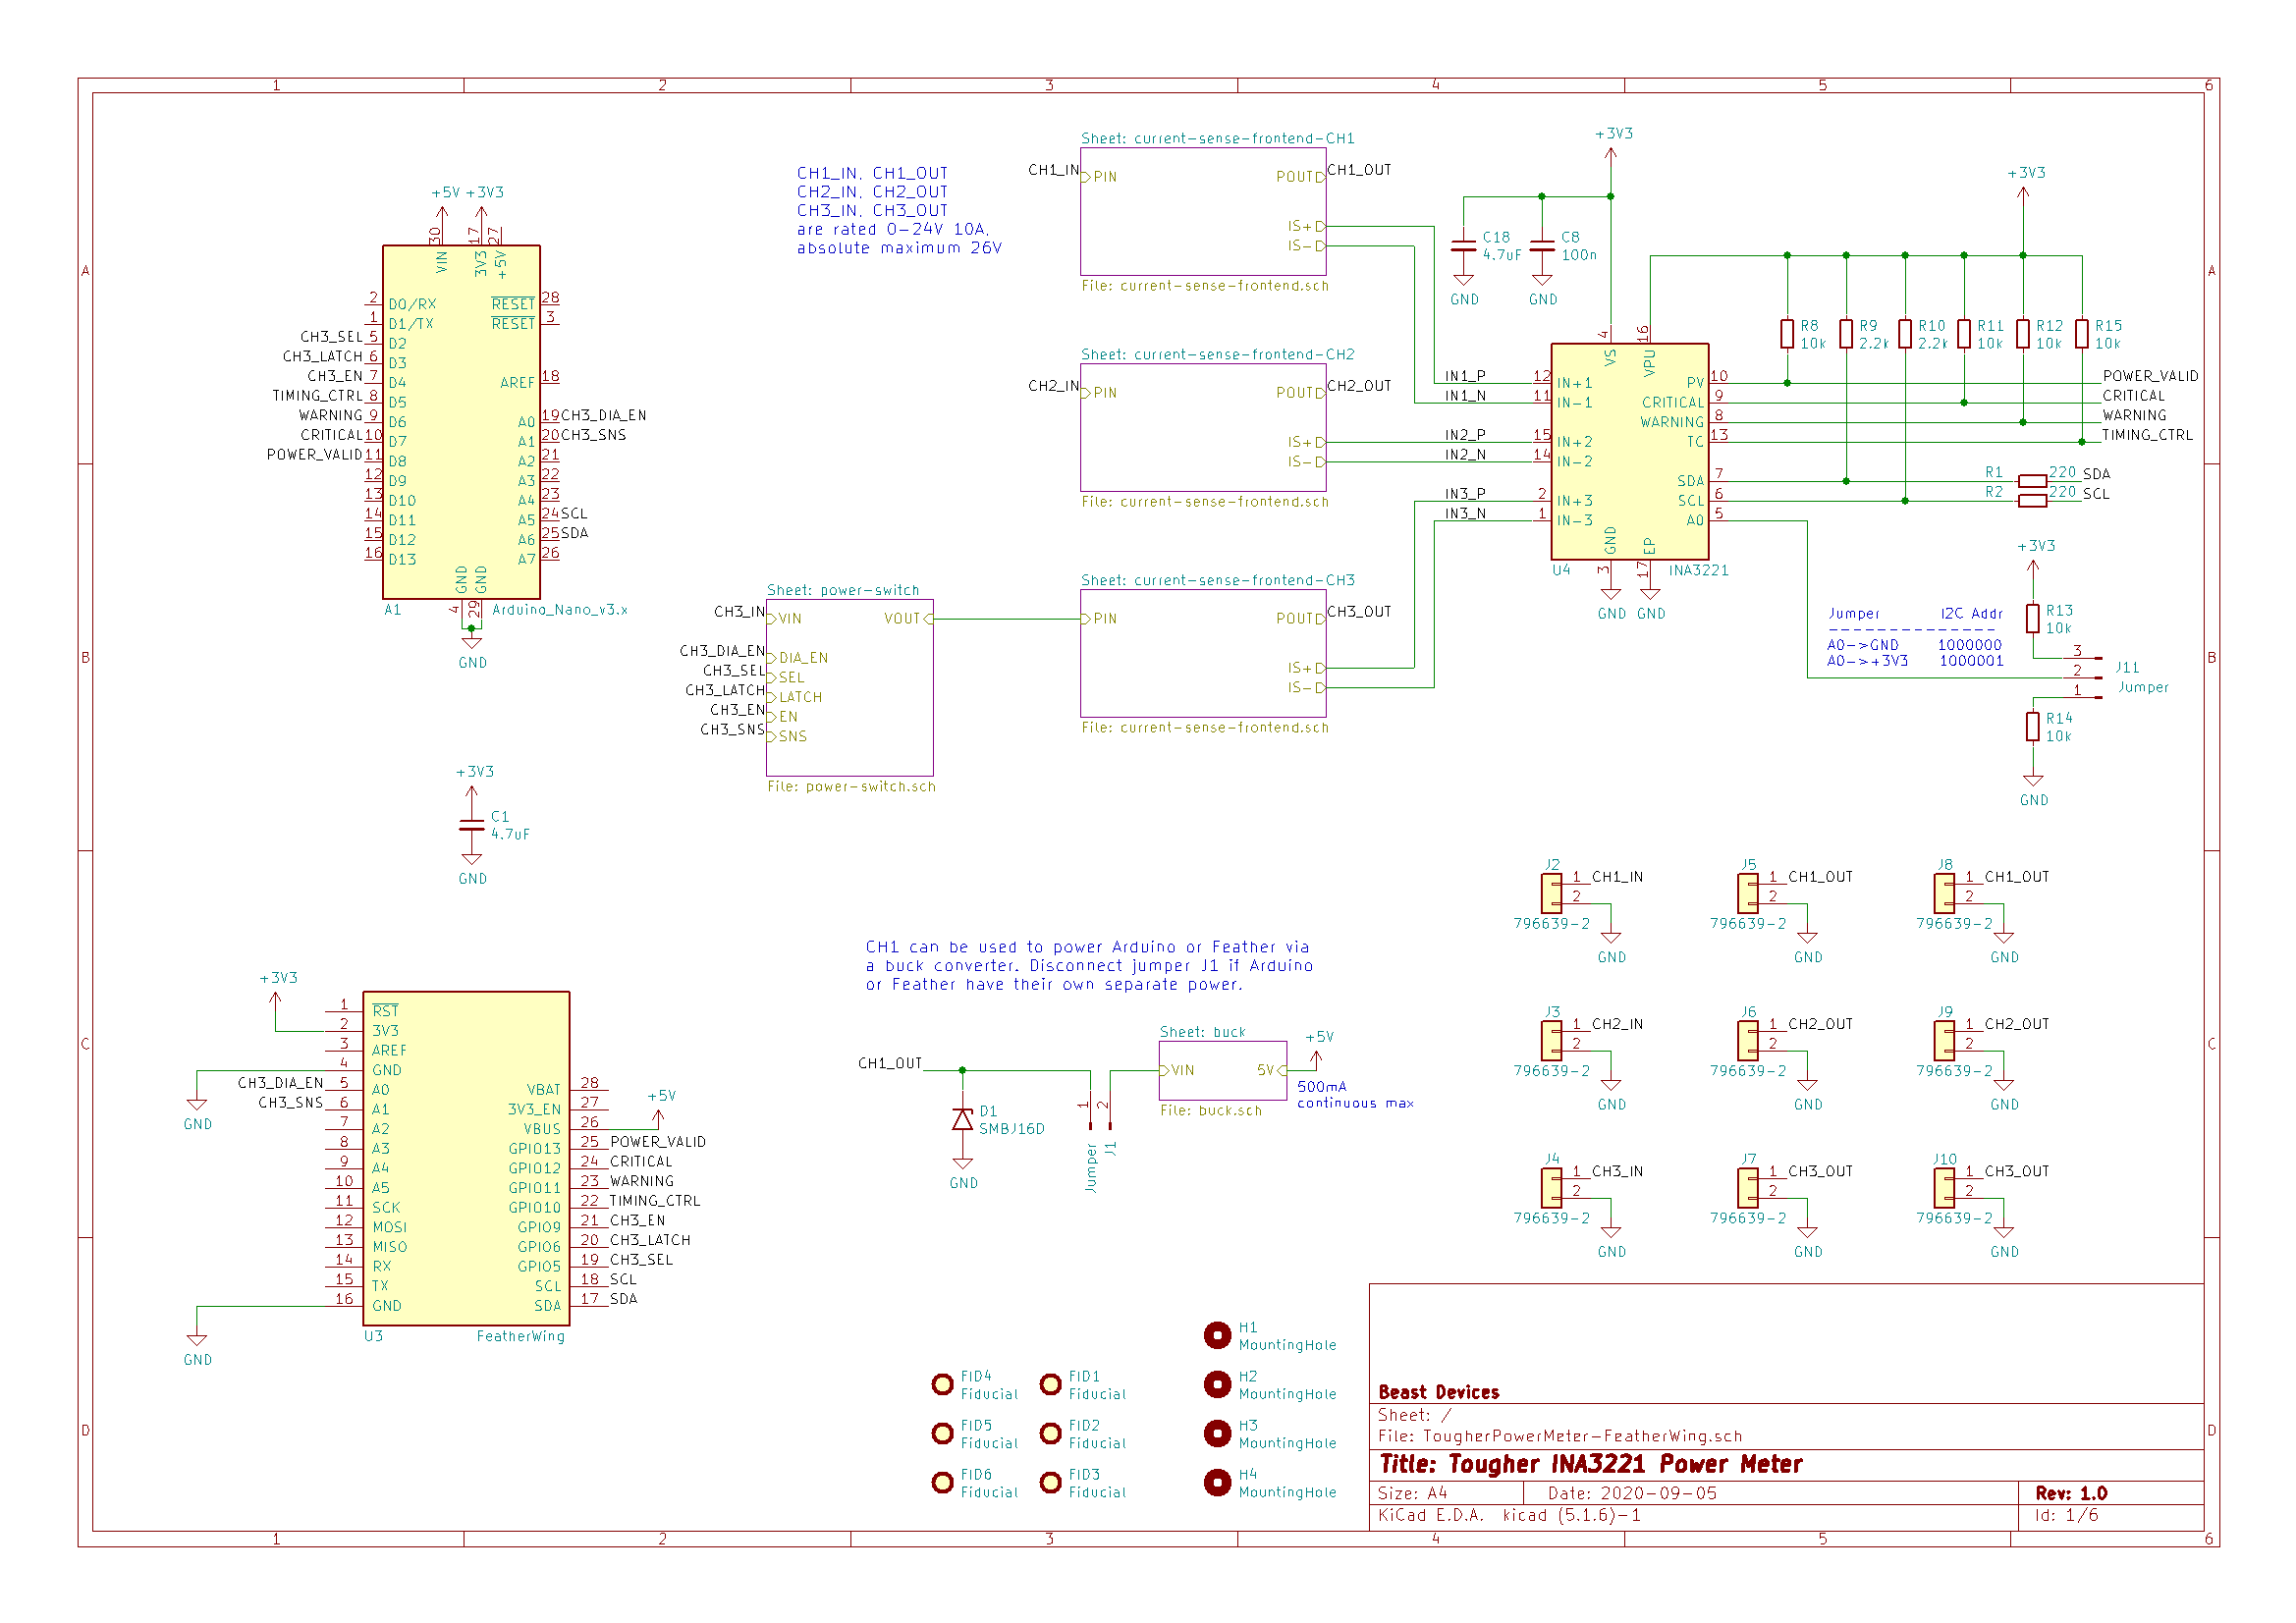 1 2 3 4 5 6
A
B
C
D
A
B
C
D
1 2 3 4 5 6
+5V +3V3
30 VIN
17 3V3
27 +5V
2 D0/RX
1 D1/TX
CH3_SEL 5 D2
CH3_LATCH 6 D3
CH3_EN 7 D4
TIMING_CTRL 8 D5
WARNING 9 D6
CRITICAL 10 D7
POWER_VALID 11 D8
12 D9
13 D10
14 D11
15 D12
16 D13
RESET 28
RESET 3
AREF 18
A0 19 CH3_DIA_EN
A1 20 CH3_SNS
A2 21
A3 22
A4 23
A5 24 SCL
A6 25 SDA
A7 26
GND 4
GND 29
A1 Arduino_Nano_v3.x
GND
+3V3
C1
4.7uF
GND
CH1_IN, CH1_OUT
CH2_IN, CH2_OUT
CH3_IN, CH3_OUT
are rated 0-24V 10A,
absolute maximum 26V
Sheet: current-sense-frontend-CH1
CH1_IN PIN POUT CH1_OUT
IS+
IS-
File: current-sense-frontend.sch
Sheet: current-sense-frontend-CH2
CH2_IN PIN POUT CH2_OUT
IS+
IS-
File: current-sense-frontend.sch
Sheet: current-sense-frontend-CH3
PIN POUT CH3_OUT
IS+
IS-
File: current-sense-frontend.sch
Sheet: power-switch
CH3_IN VIN VOUT
CH3_DIA_EN DIA_EN
CH3_SEL SEL
CH3_LATCH LATCH
CH3_EN EN
CH3_SNS SNS
File: power-switch.sch
+3V3
C18
4.7uF
GND
C8
100n
GND
IN1_P 12 IN+1
IN1_N 11 IN-1
IN2_P 15 IN+2
IN2_N 14 IN-2
IN3_P 2 IN+3
IN3_N 1 IN-3
4 VS
16 VPU
PV 10 POWER_VALID
CRITICAL 9 CRITICAL
WARNING 8 WARNING
TC 13 TIMING_CTRL
SDA 7
SCL 6
A0 5
GND 3
EP 17
U4 INA3221
GND GND
+3V3
R8
10k
R9
2.2k
R10
2.2k
R11
10k
R12
10k
R15
10k
R1 220 SDA
R2 220 SCL
+3V3
R13
10k
3
2
1
J11
Jumper
R14
10k
GND
Jumper I2C Addr
---------------
A0->GND 1000000
A0->+3V3 1000001
+3V3
1 RST
2 3V3
3 AREF
4 GND
CH3_DIA_EN 5 A0
CH3_SNS 6 A1
7 A2
8 A3
9 A4
10 A5
11 SCK
12 MOSI
13 MISO
14 RX
15 TX
16 GND
GND
GND
VBAT 28
3V3_EN 27
VBUS 26
+5V
GPIO13 25 POWER_VALID
GPIO12 24 CRITICAL
GPIO11 23 WARNING
GPIO10 22 TIMING_CTRL
GPIO9 21 CH3_EN
GPIO6 20 CH3_LATCH
GPIO5 19 CH3_SEL
SCL 18 SCL
SDA 17 SDA
U3 FeatherWing
CH1 can be used to power Arduino or Feather via
a buck converter. Disconnect jumper J1 if Arduino
or Feather have their own separate power.
CH1_OUT
D1
SMBJ16D
GND
1 2
Jumper
J1
Sheet: buck
VIN 5V
File: buck.sch
+5V
500mA
continuous max
J2
1 CH1_IN
2
796639-2
GND
J5
1 CH1_OUT
2
796639-2
GND
J8
1 CH1_OUT
2
796639-2
GND
J3
1 CH2_IN
2
796639-2
GND
J6
1 CH2_OUT
2
796639-2
GND
J9
1 CH2_OUT
2
796639-2
GND
J4
1 CH3_IN
2
796639-2
GND
J7
1 CH3_OUT
2
796639-2
GND
J10
1 CH3_OUT
2
796639-2
GND
FID4
Fiducial
FID5
Fiducial
FID6
Fiducial
FID1
Fiducial
FID2
Fiducial
FID3
Fiducial
H1
MountingHole
H2
MountingHole
H3
MountingHole
H4
MountingHole
Beast Devices
Sheet: /
File: TougherPowerMeter-FeatherWing.sch
Title: Tougher INA3221 Power Meter
Size: A4 Date: 2020-09-05 Rev: 1.0
KiCad E.D.A. kicad (5.1.6)-1 Id: 1/6